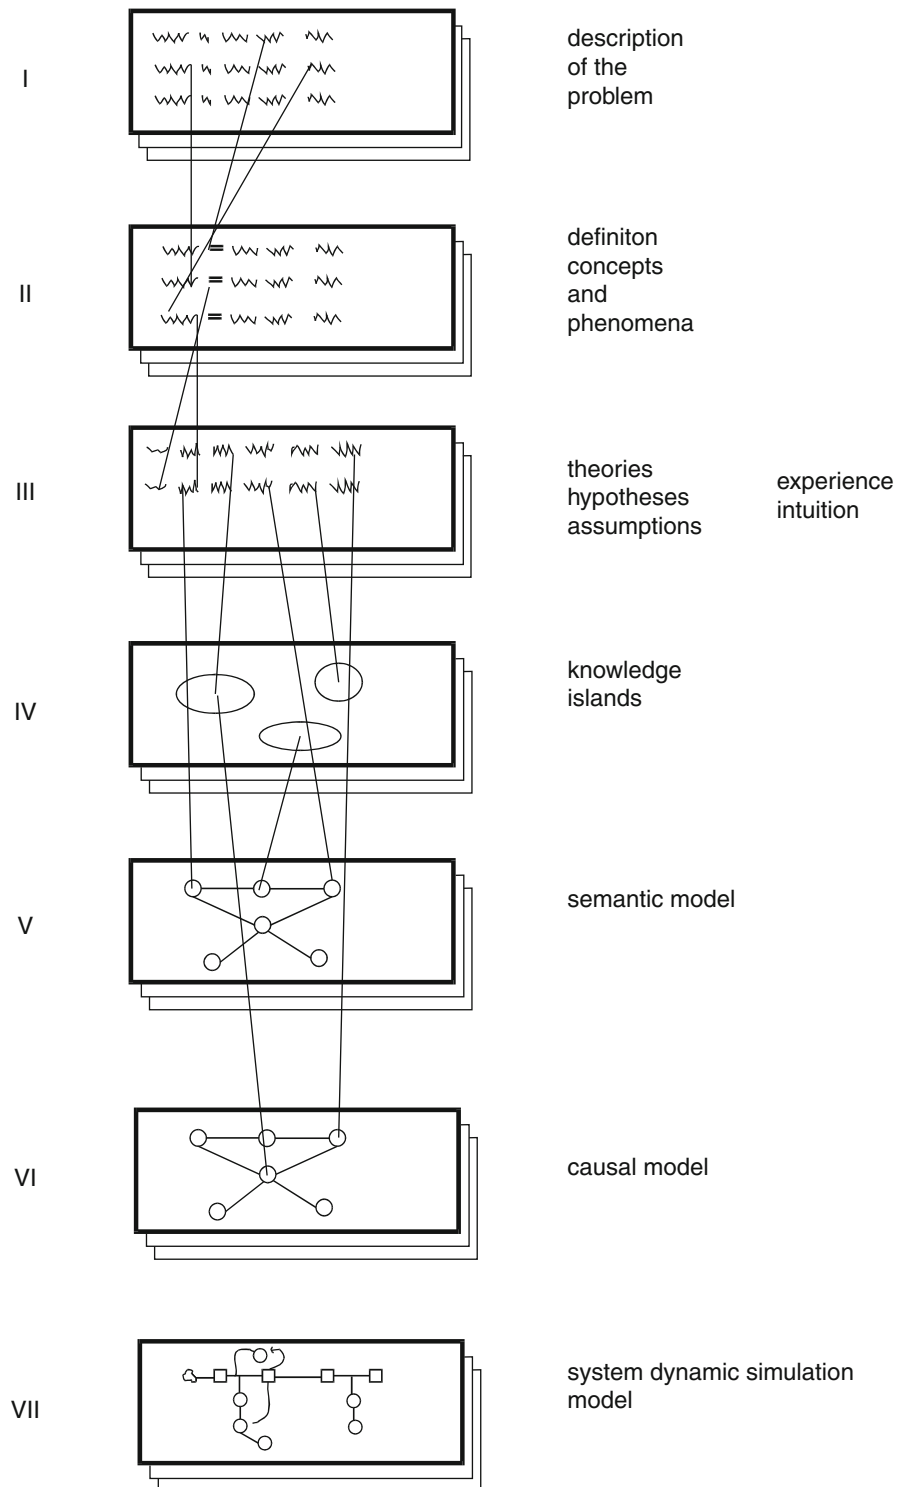 I
description
of the
problem
II
definiton
concepts
and
phenomena
III
theories
hypotheses
assumptions
experience
intuition
IV
knowledge
islands
V
semantic model
VI
causal model
VII
system dynamic simulation
model